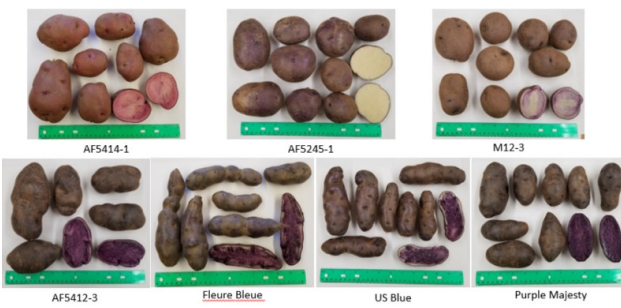 AF5414-1
AF5245-1
M12-3
AF5412-3
Fleure Bleue
US Blue
Purple Majesty